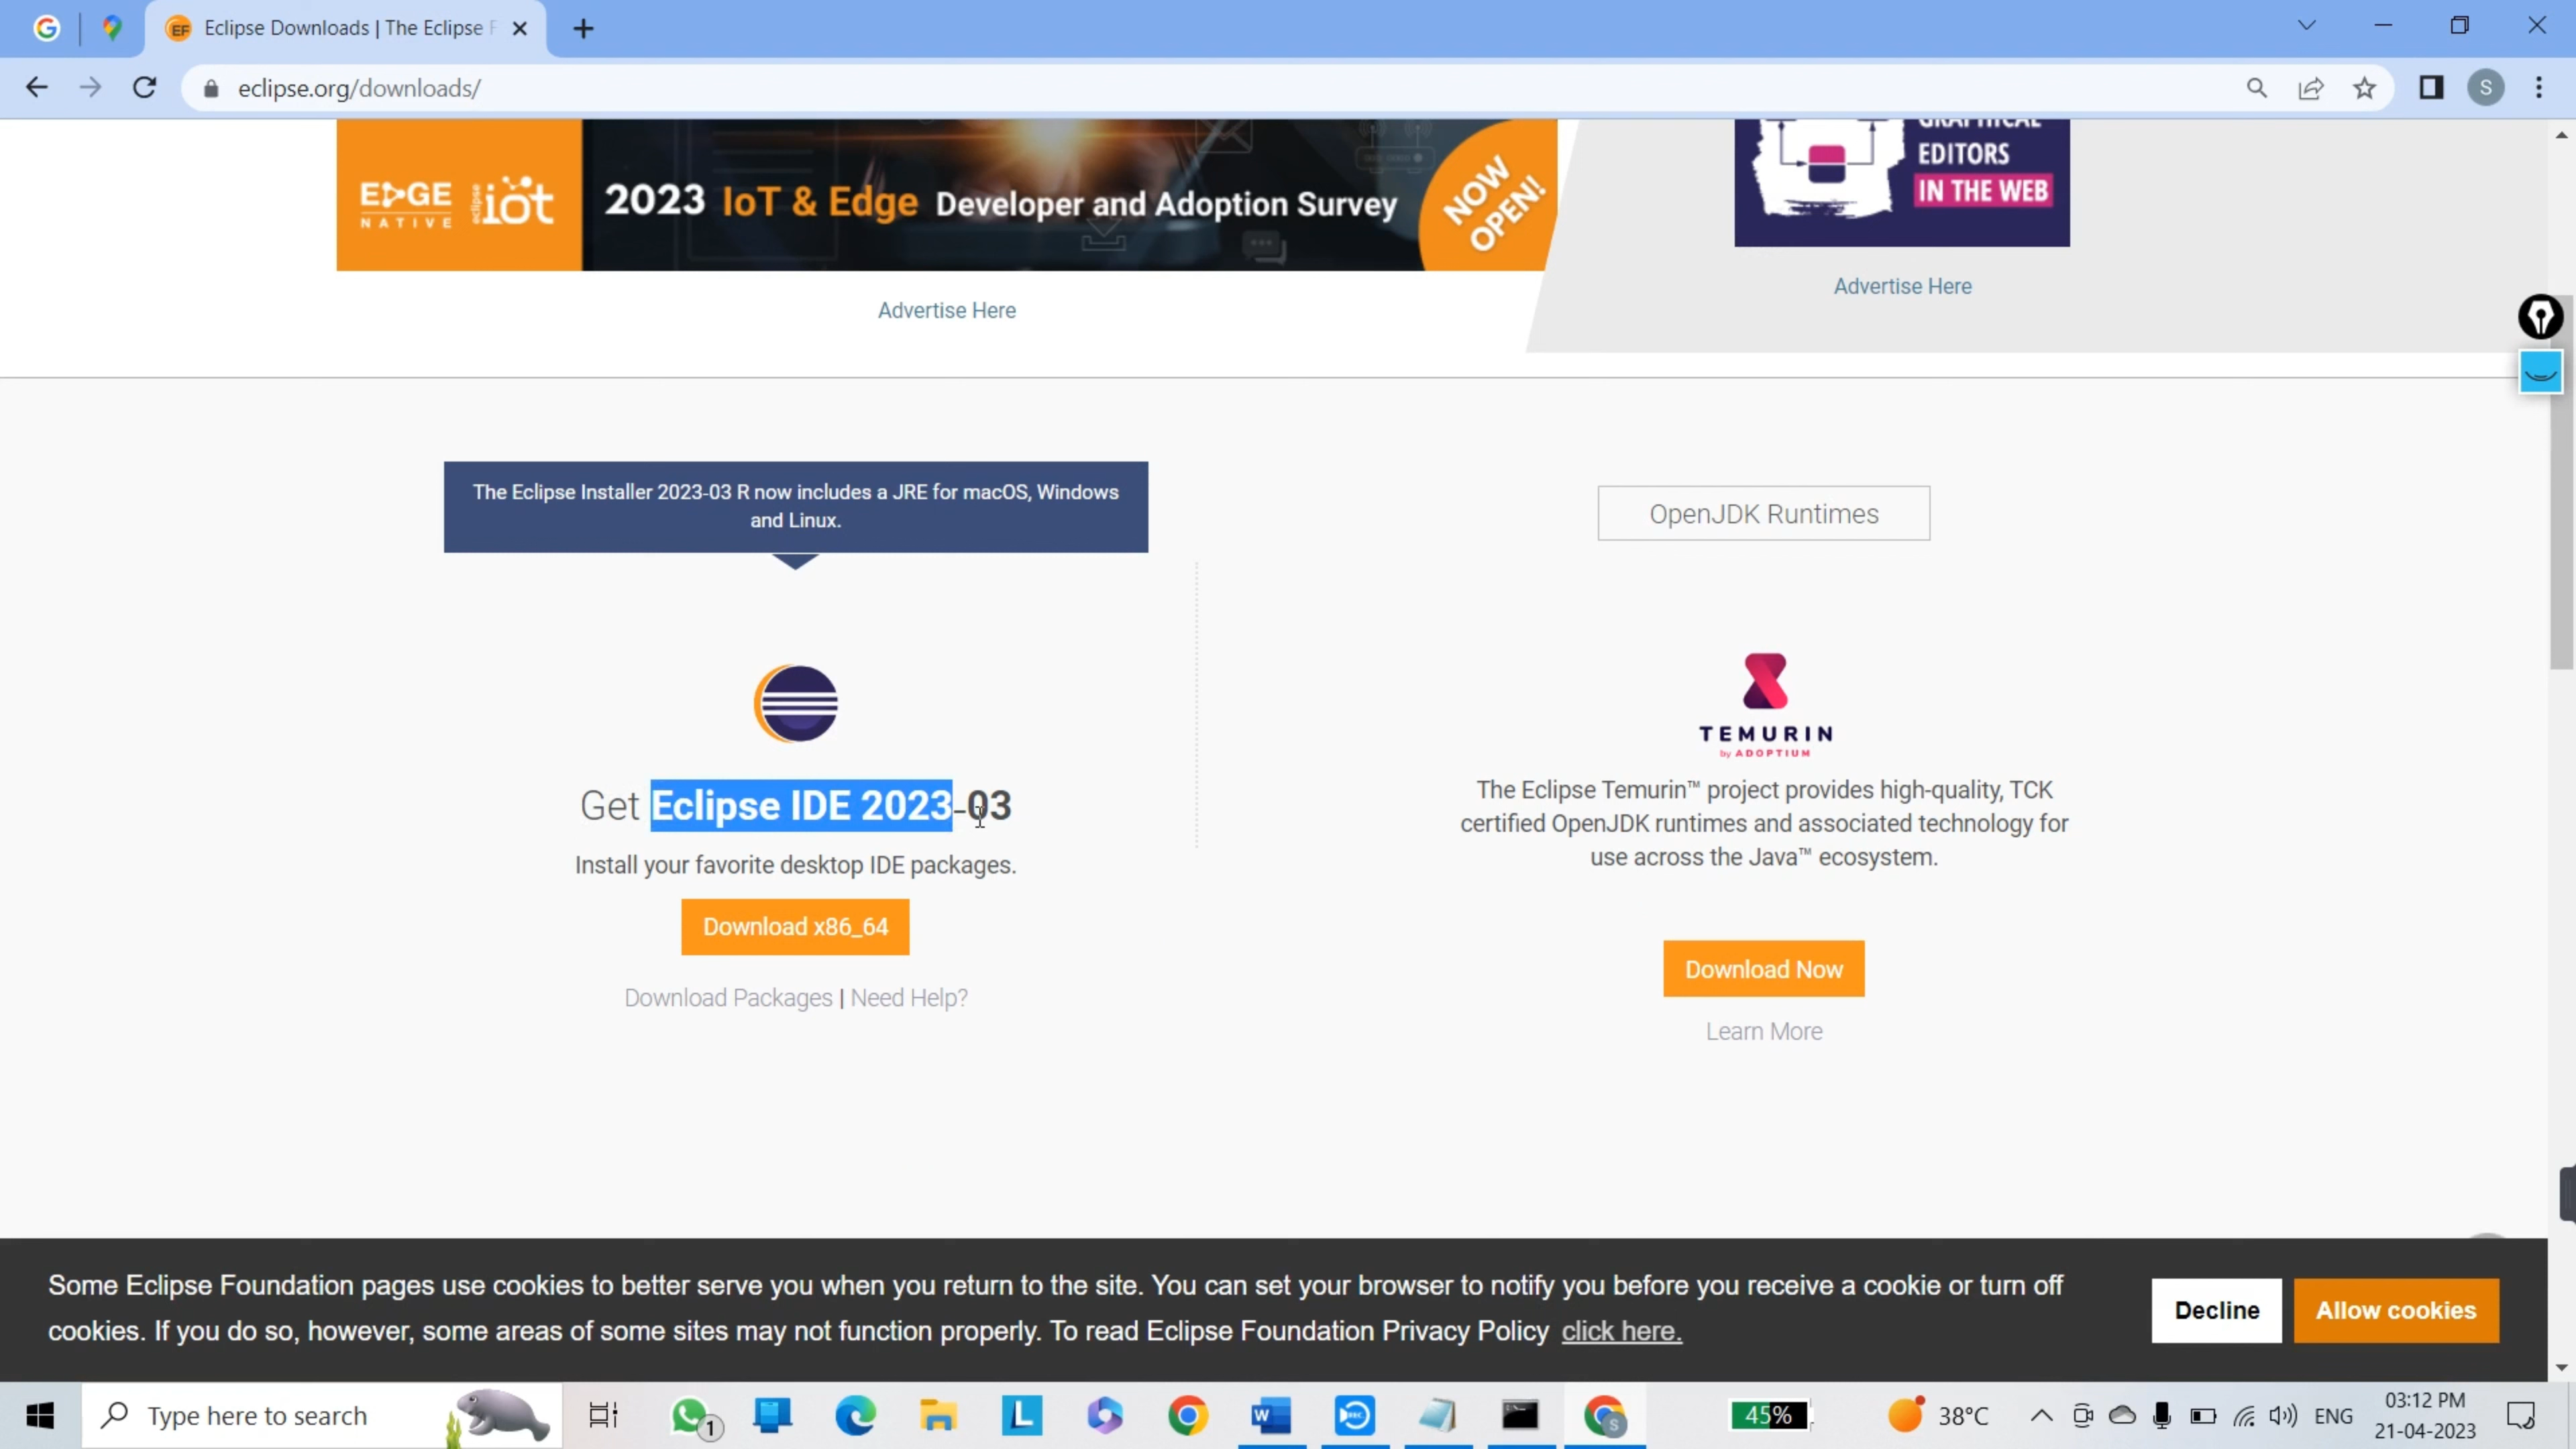 Eclipse Downloads | The Eclipse F
eclipse.org/downloads/
S
EDGE
NATIVE
eclipse iot
2023 IoT & Edge Developer and Adoption Survey
NOW
OPEN!
Advertise Here
GRAPHICAL
EDITORS
IN THE WEB
Advertise Here
The Eclipse Installer 2023-03 R now includes a JRE for macOS, Windows
and Linux.
Get Eclipse IDE 2023-03
Install your favorite desktop IDE packages.
Download x86_64
Download Packages | Need Help?
OpenJDK Runtimes
TEMURIN
by ADOPTIUM
The Eclipse Temurin™ project provides high-quality, TCK
certified OpenJDK runtimes and associated technology for
use across the Java™ ecosystem.
Download Now
Learn More
Some Eclipse Foundation pages use cookies to better serve you when you return to the site. You can set your browser to notify you before you receive a cookie or turn off
cookies. If you do so, however, some areas of some sites may not function properly. To read Eclipse Foundation Privacy Policy click here.
Decline
Allow cookies
Type here to search
1
45%
38°C
ENG
03:12 PM
21-04-2023